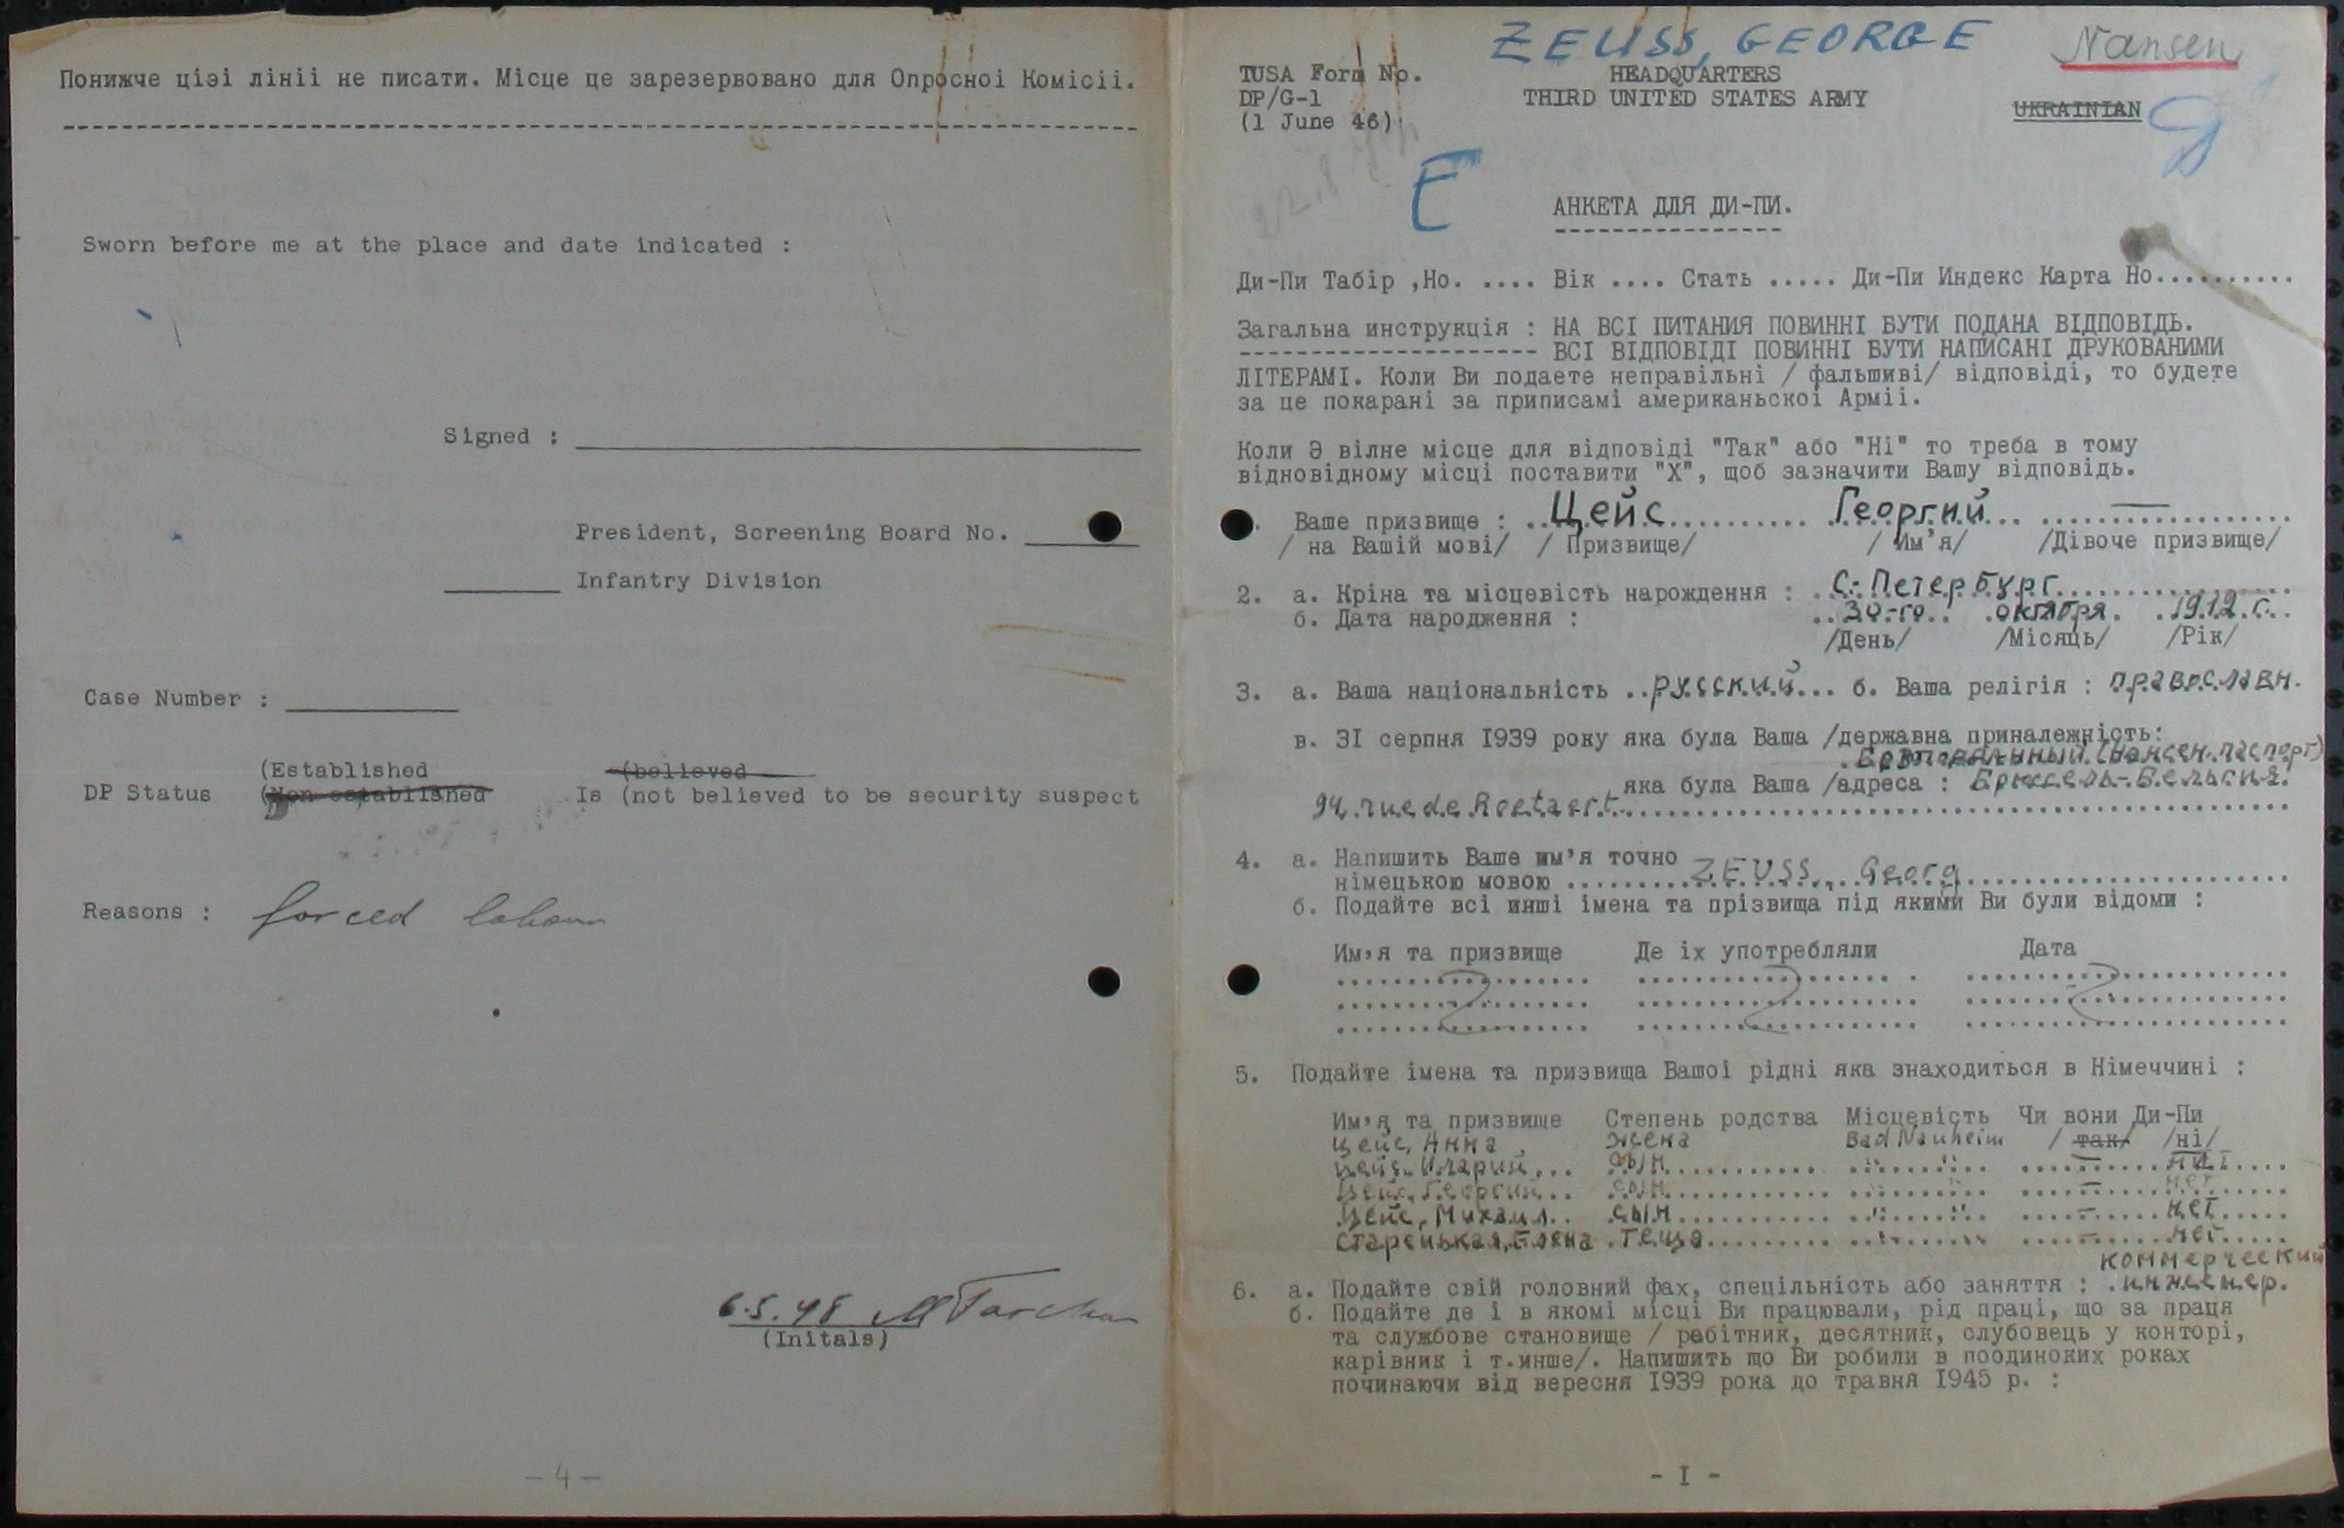 Понижче цієі лініі не писати. Місце це зарезервовано для Опросноі Комісіі.
Sworn before me at the place and date indicated :
Signed :
President, Screening Board No.
Infantry Division
Case Number :
(Established (believed
DP Status (Non established Is (not believed to be security suspect
Reasons : forced labour
6.5.48
(Initals)
- 4 -
ZEUSS, GEORGE Nansen
TUSA Form No. HEADQUARTERS
DP/G-1 THIRD UNITED STATES ARMY UKRAINIAN
(1 June 46)
E
АНКЕТА ДЛЯ ДИ-ПИ.
Ди-Пи Табір ,Но. .... Вік .... Стать ..... Ди-Пи Индекс Карта Но..........
Загальна инструкція : НА ВСІ ПИТАНИЯ ПОВИННІ БУТИ ПОДАНА ВІДПОВІДЬ.
ВСІ ВІДПОВІДІ ПОВИННІ БУТИ НАПИСАНІ ДРУКОВАНИМИ
ЛІТЕРАМІ. Коли Ви подаете неправільні / фальшиві/ відповіді, то будете
за це покарані за приписамі американьскоі Арміі.
Коли Э вілне місце для відповіді "Так" або "Ні" то треба в тому
відновідному місці поставити "Х", щоб зазначити Вашу відповідь.
Ваше призвище : Цейс Георгий —
/ на Вашій мові/ / Призвище/ / Им'я/ /Дівоче призвище/
2. а. Кріна та місцевість нарождення : С.-Петербург
б. Дата народження : 30-го октября 1912 г.
/День/ /Місяць/ /Рік/
3. а. Ваша національність русский б. Ваша релігія : православн.
в. 31 серпня 1939 року яка була Ваша /державна приналежність:
(нансен. паспорт)
яка була Ваша /адреса : Брюссель-Бельгия.
94, rue de Roetaert
4. а. Напишить Ваше им'я точно
німецькою мовою ZEUSS, Georg
б. Подайте всі инші імена та прізвища під якими Ви були відоми :
Им'я та призвище Де іх употребляли Дата
5. Подайте імена та призвища Вашоі рідні яка знаходиться в Німеччині :
Им'я та призвище Степень родства Місцевість Чи вони Ди-Пи
Цейс, Анна жена Bad Nauheim / так/ /ні/
Цейс, Иларий сын " " — нет
Цейс, Георгий сын " " — нет
Цейс, Михаил сын " " — нет
Старенькая, Елена теща " " — нет
коммерческий
6. а. Подайте свій головний фах, спецільність або заняття : инженер.
б. Подайте де і в якомі місці Ви працювали, рід праці, що за праця
та службове становище / рабітник, десятник, слубовець у конторі,
карівник і т.инше/. Напишить що Ви робили в поодиноких роках
починаючи від вересня 1939 рока до травня 1945 р. :
- I -